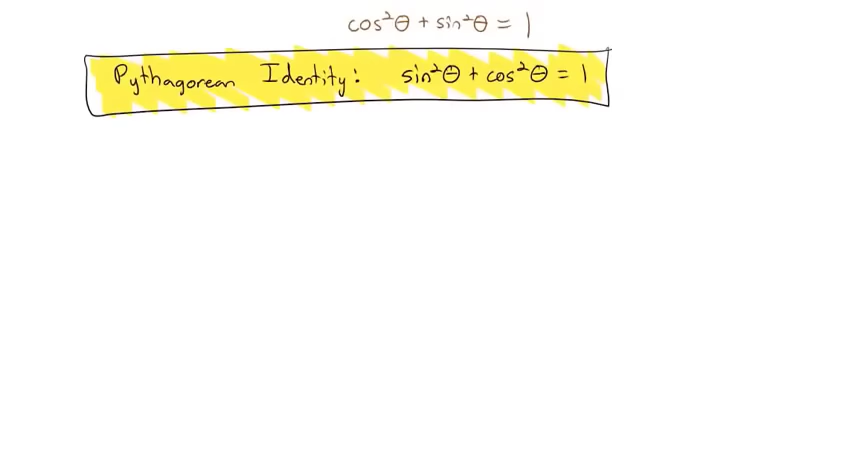 cos²θ + sin²θ = 1
Pythagorean Identity: sin²θ + cos²θ = 1